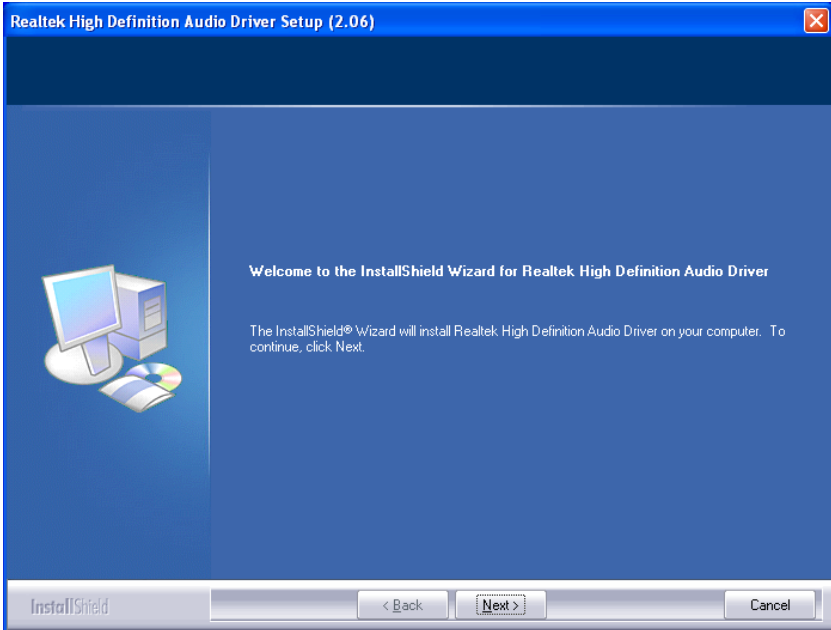 Realtek High Definition Audio Driver Setup (2.06)
Welcome to the InstallShield Wizard for Realtek High Definition Audio Driver
The InstallShield® Wizard will install Realtek High Definition Audio Driver on your computer.  To
continue, click Next.
InstallShield
< Back
Next >
Cancel